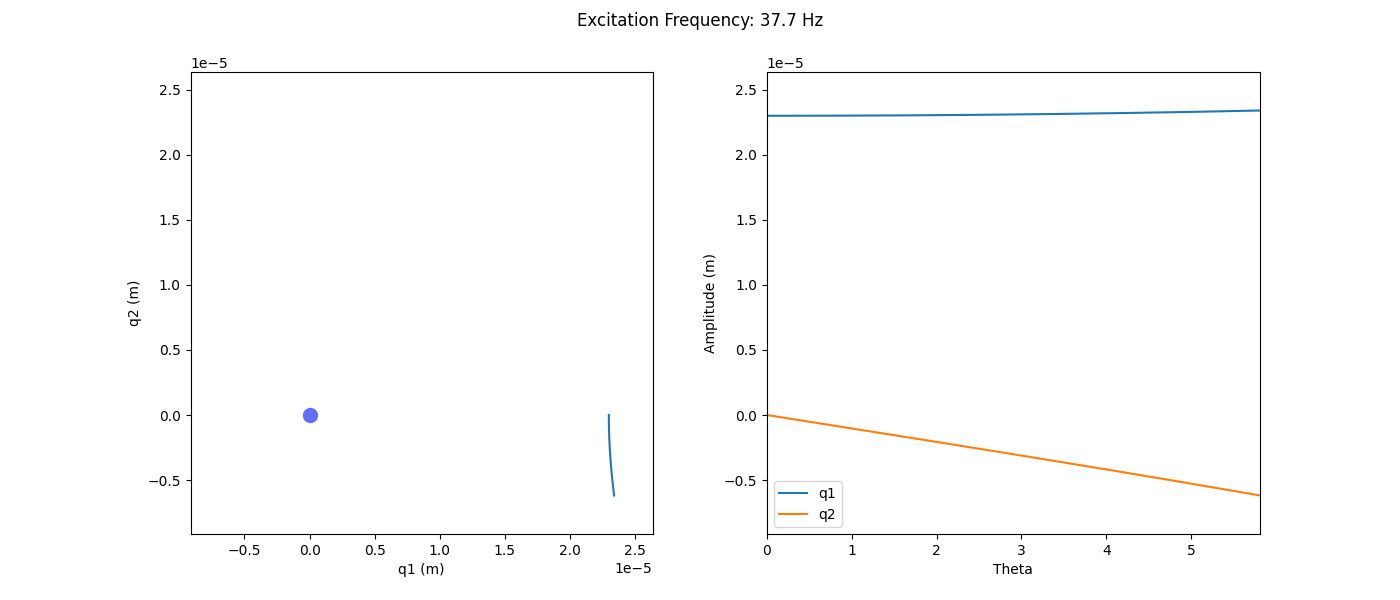 Excitation Frequency: 37.7 Hz
1e−5
2.5
2.0
1.5
1.0
0.5
0.0
−0.5
q2 (m)
−0.5 0.0 0.5 1.0 1.5 2.0 2.5
q1 (m)
1e−5
1e−5
2.5
2.0
1.5
1.0
0.5
0.0
−0.5
Amplitude (m)
q1
q2
0 1 2 3 4 5
Theta